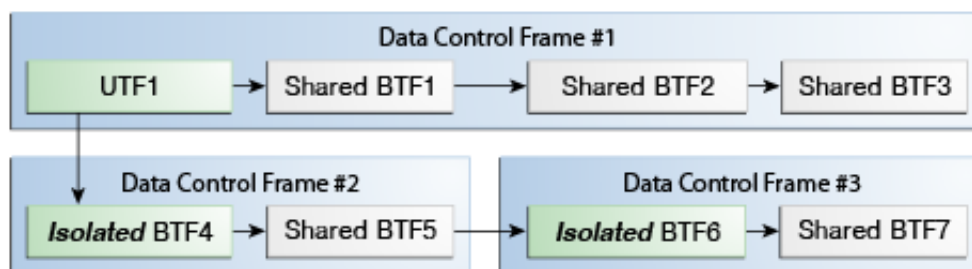 Data Control Frame #1
UTF1
Shared BTF1
Shared BTF2
Shared BTF3
Data Control Frame #2
Isolated BTF4
Shared BTF5
Data Control Frame #3
Isolated BTF6
Shared BTF7